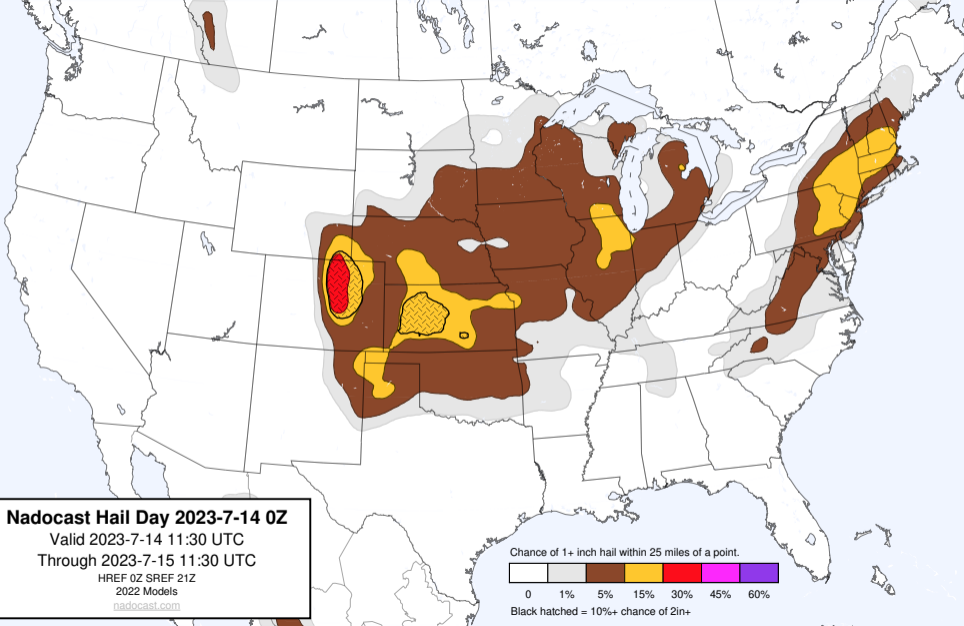 Nadocast Hail Day 2023-7-14 0Z
Valid 2023-7-14 11:30 UTC
Through 2023-7-15 11:30 UTC
HREF 0Z SREF 21Z
2022 Models
nadocast.com
Chance of 1+ inch hail within 25 miles of a point.
0 1% 5% 15% 30% 45% 60%
Black hatched = 10%+ chance of 2in+